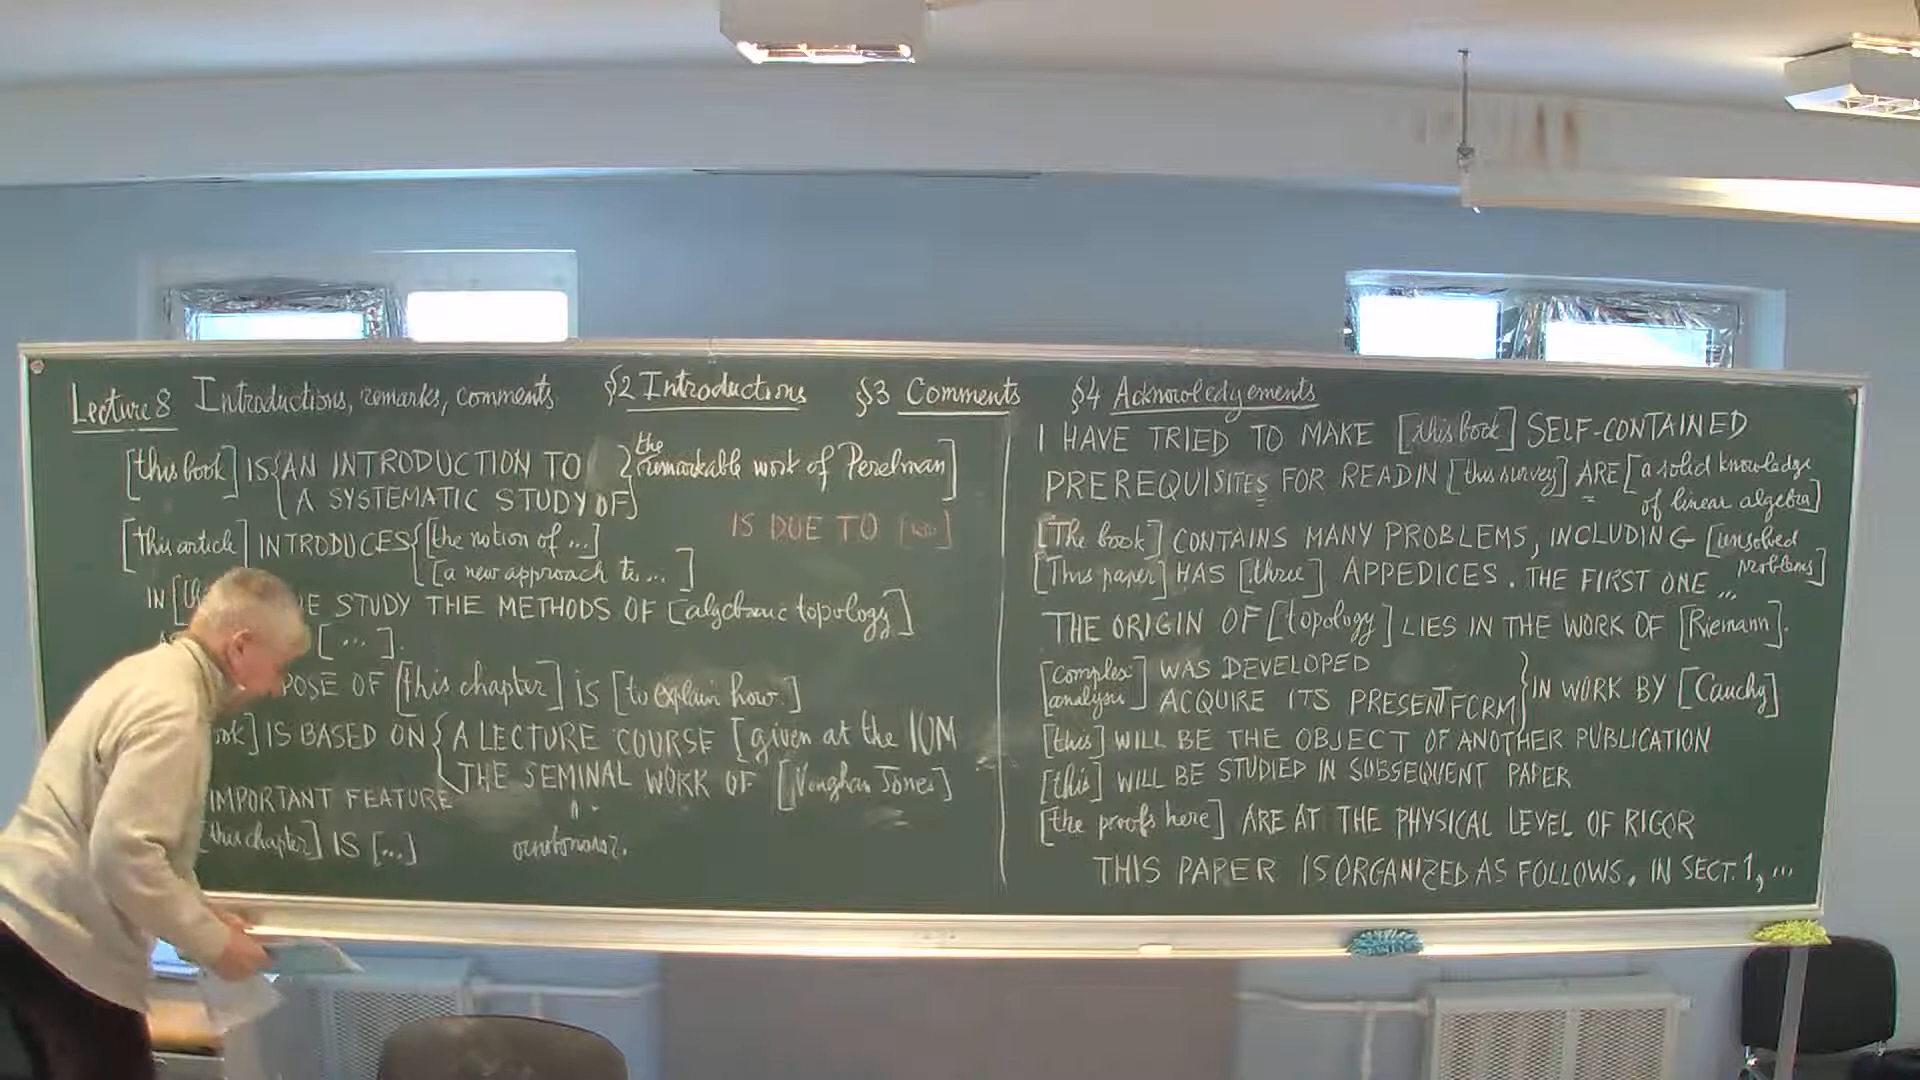 Lecture 8 Introductions, remarks, comments §2 Introductions §3 Comments §4 Acknowledgements
[this book] IS { AN INTRODUCTION TO } the remarkable work of Perelman]
A SYSTEMATIC STUDY OF
IS DUE TO
[this article] INTRODUCES { [the notion of ...]
[a new approach to ... ]
IN STUDY THE METHODS OF [algebraic topology]
[ ... ].
POSE OF [this chapter] IS [to explain how.]
ok] IS BASED ON { A LECTURE COURSE [given at the IUM
THE SEMINAL WORK OF [Vaughan Jones]
IMPORTANT FEATURE
[this chapter] IS [...]
I HAVE TRIED TO MAKE [this book] SELF-CONTAINED
PREREQUISITES FOR READIN [this survey] ARE [a solid knowledge
of linear algebra]
[The book] CONTAINS MANY PROBLEMS, INCLUDING [unsolved
problems]
[This paper] HAS [three] APPEDICES. THE FIRST ONE ...
THE ORIGIN OF [topology] LIES IN THE WORK OF [Riemann].
[complex analysis] WAS DEVELOPED
ACQUIRE ITS PRESENT FORM } IN WORK BY [Cauchy]
[this] WILL BE THE OBJECT OF ANOTHER PUBLICATION
[this] WILL BE STUDIED IN SUBSEQUENT PAPER
[the proofs here] ARE AT THE PHYSICAL LEVEL OF RIGOR
THIS PAPER IS ORGANIZED AS FOLLOWS. IN SECT. 1, ...